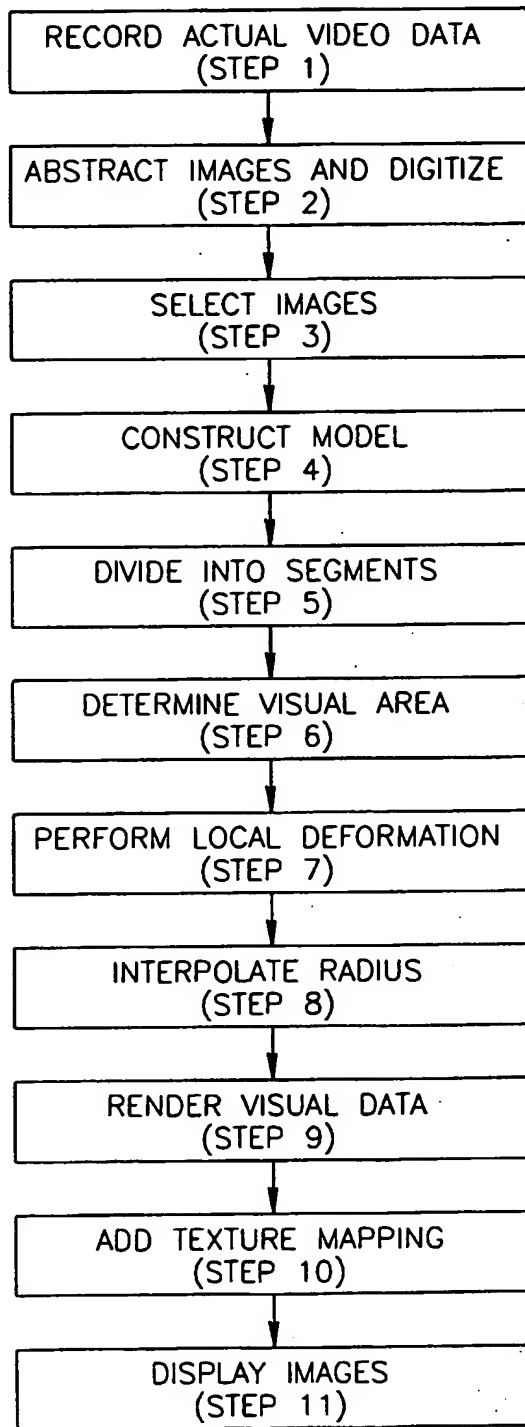 RECORD ACTUAL VIDEO DATA
(STEP 1)
ABSTRACT IMAGES AND DIGITIZE
(STEP 2)
SELECT IMAGES
(STEP 3)
CONSTRUCT MODEL
(STEP 4)
DIVIDE INTO SEGMENTS
(STEP 5)
DETERMINE VISUAL AREA
(STEP 6)
PERFORM LOCAL DEFORMATION
(STEP 7)
INTERPOLATE RADIUS
(STEP 8)
RENDER VISUAL DATA
(STEP 9)
ADD TEXTURE MAPPING
(STEP 10)
DISPLAY IMAGES
(STEP 11)